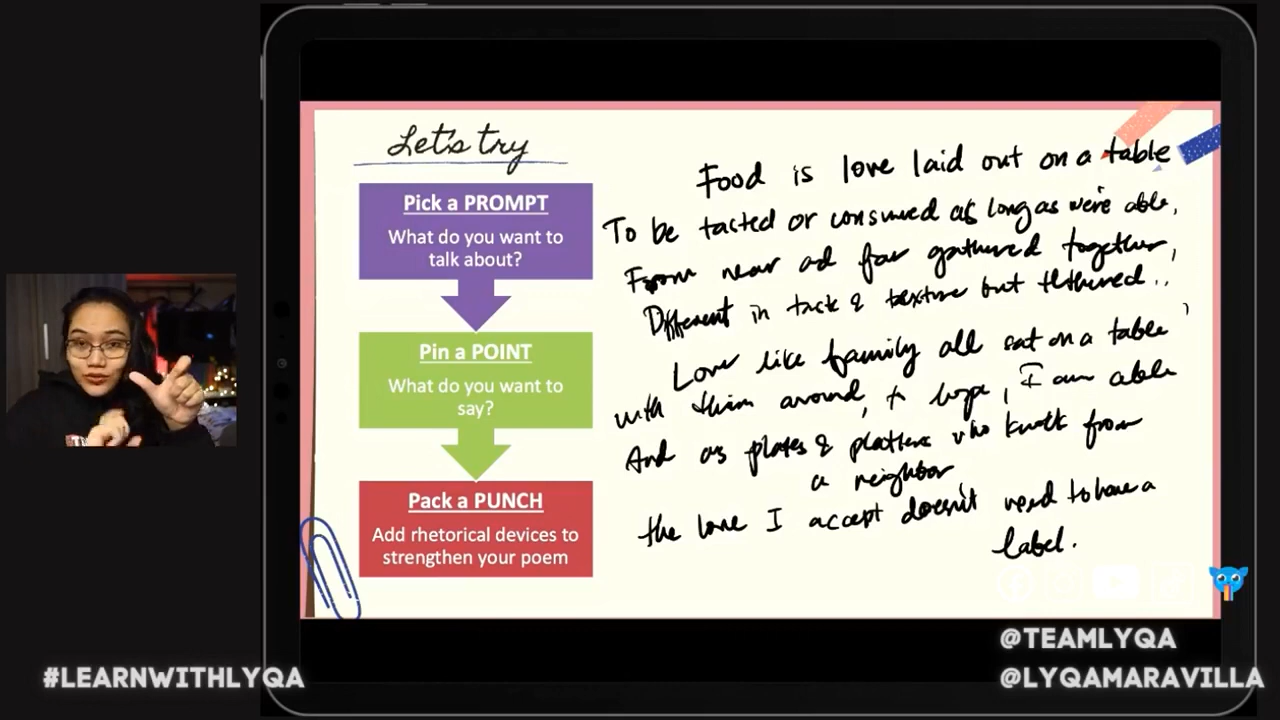 Let's try
Pick a PROMPT
What do you want to
talk about?
Pin a POINT
What do you want to
say?
Pack a PUNCH
Add rhetorical devices to
strengthen your poem
Food is love laid out on a table
To be tasted or consumed as long as we're able,
From near ad far gathered together,
Different in & texture but tethered..
Love like family all sat on a table
with them around, to hope, I am able
And as plates & platters who knock from
a neighbor,
the love I accept doesn't need to have a
label.
#LEARNWITHLYQA
@TEAMLYQA
@LYQAMARAVILLA